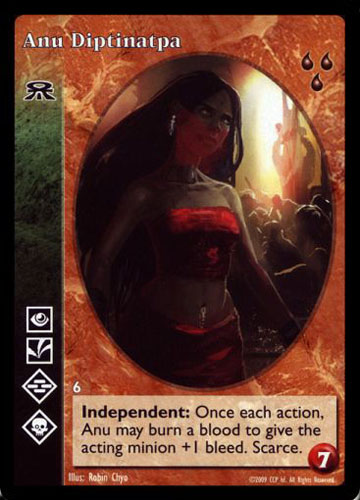 Anu Diptinatpa
6
Independent: Once each action,
Anu may burn a blood to give the
acting minion +1 bleed. Scarce.
7
Illus: Robin Chyo
©2009 CCP hf. All Rights Reserved.